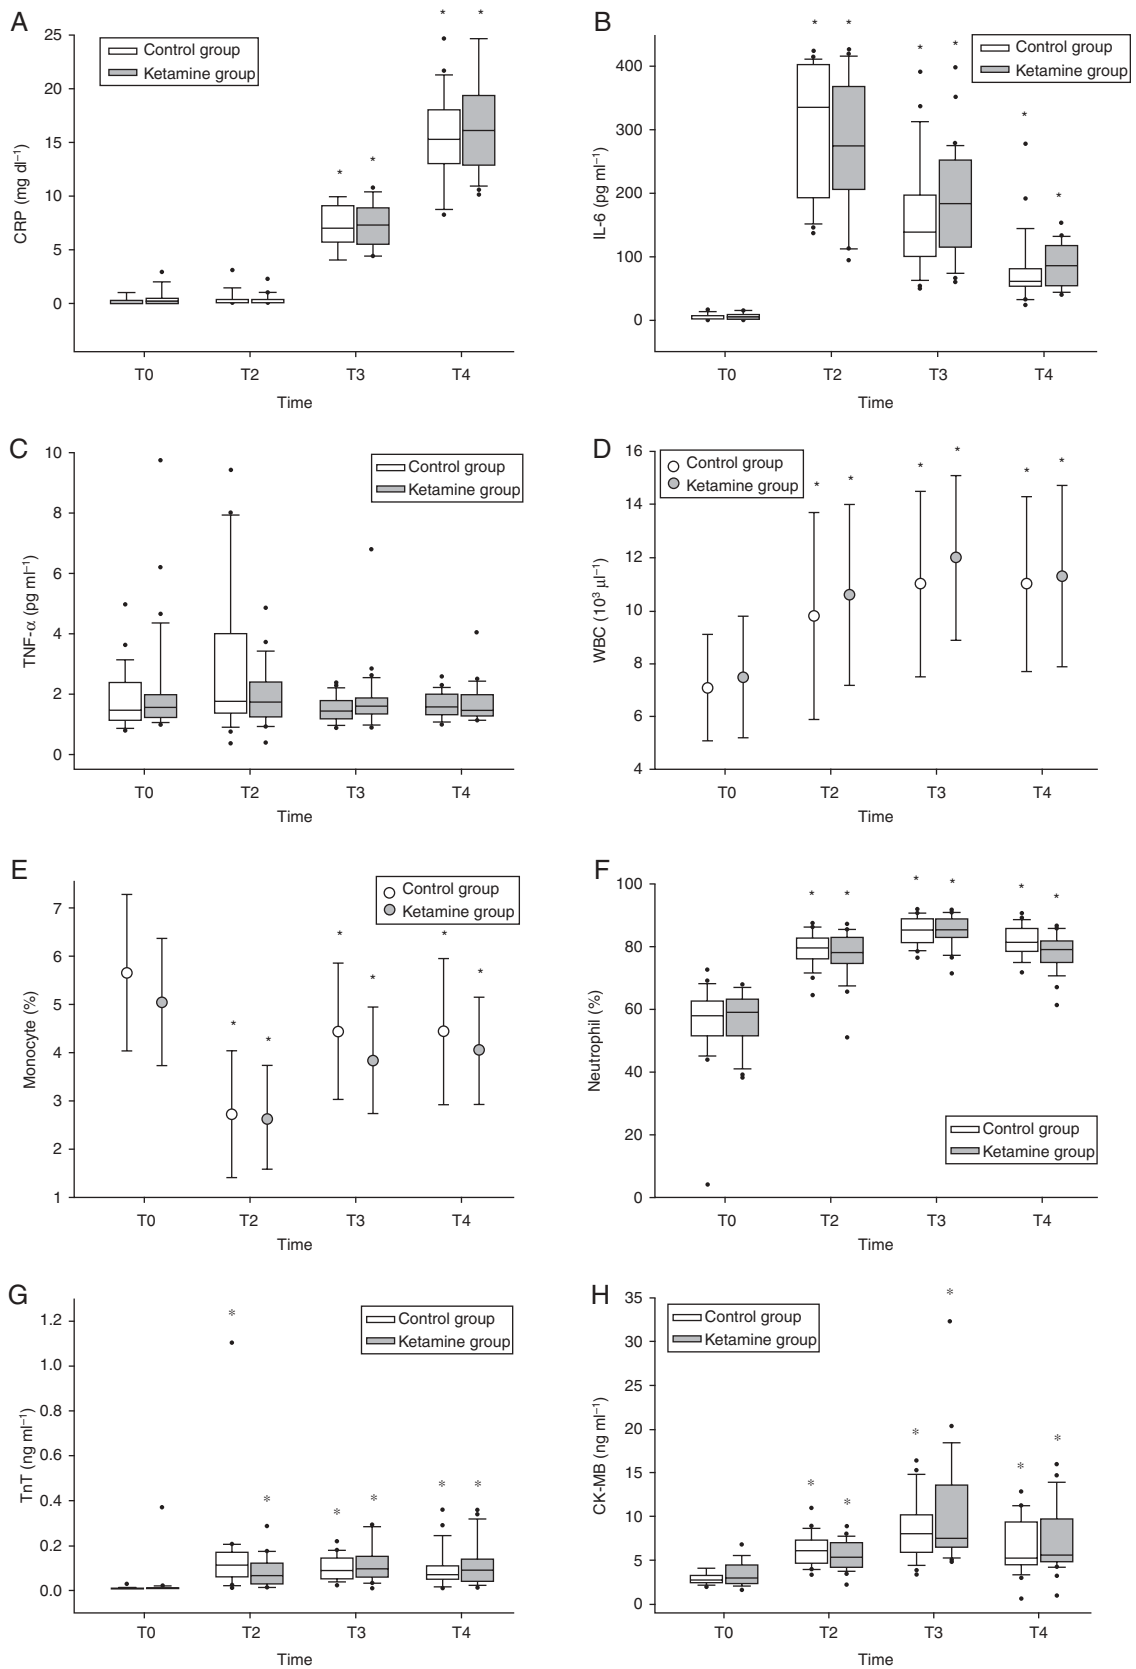 A
25
20
15
10
5
0
CRP (mg dl⁻¹)
Control group
Ketamine group
* *
* *
T0 T2 T3 T4
Time
B
400
300
200
100
0
IL-6 (pg ml⁻¹)
Control group
Ketamine group
* *
* *
*
*
T0 T2 T3 T4
Time
C
10
8
6
4
2
0
TNF-α (pg ml⁻¹)
Control group
Ketamine group
T0 T2 T3 T4
Time
D
16
14
12
10
8
6
4
WBC (10³ µl⁻¹)
Control group
Ketamine group
* *
* *
* *
T0 T2 T3 T4
Time
E
7
6
5
4
3
2
1
Monocyte (%)
Control group
Ketamine group
* *
* *
* *
T0 T2 T3 T4
Time
F
100
80
60
40
20
0
Neutrophil (%)
* *
* *
* *
Control group
Ketamine group
T0 T2 T3 T4
Time
G
1.2
1.0
0.8
0.6
0.4
0.2
0.0
TnT (ng ml⁻¹)
Control group
Ketamine group
* *
* *
* *
T0 T2 T3 T4
Time
H
35
30
25
20
15
10
5
0
CK-MB (ng ml⁻¹)
Control group
Ketamine group
* *
* *
* *
T0 T2 T3 T4
Time